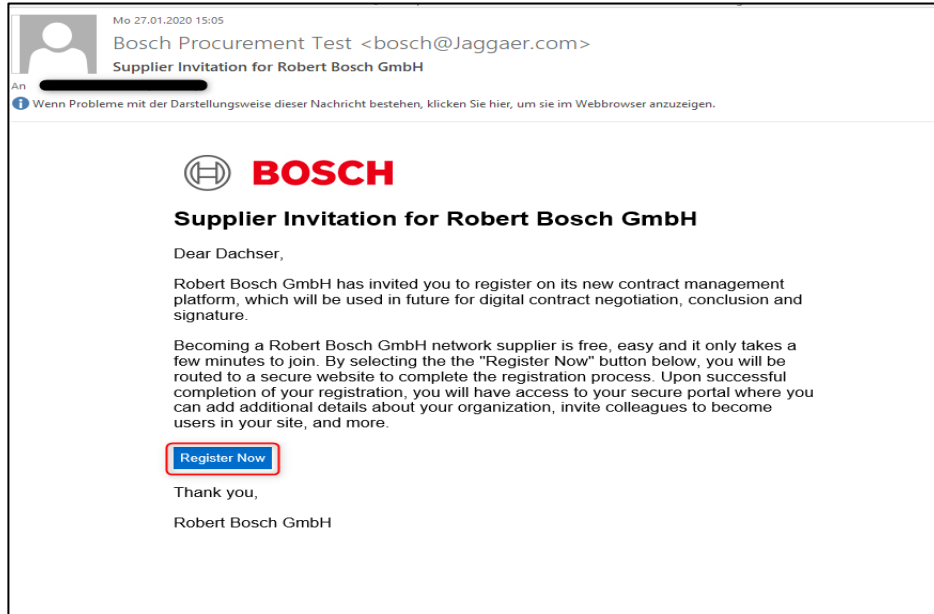 Mo 27.01.2020 15:05
Bosch Procurement Test <bosch@Jaggaer.com>
Supplier Invitation for Robert Bosch GmbH
An
Wenn Probleme mit der Darstellungsweise dieser Nachricht bestehen, klicken Sie hier, um sie im Webbrowser anzuzeigen.
BOSCH
Supplier Invitation for Robert Bosch GmbH
Dear Dachser,
Robert Bosch GmbH has invited you to register on its new contract management
platform, which will be used in future for digital contract negotiation, conclusion and
signature.
Becoming a Robert Bosch GmbH network supplier is free, easy and it only takes a
few minutes to join. By selecting the the "Register Now" button below, you will be
routed to a secure website to complete the registration process. Upon successful
completion of your registration, you will have access to your secure portal where you
can add additional details about your organization, invite colleagues to become
users in your site, and more.
Register Now
Thank you,
Robert Bosch GmbH